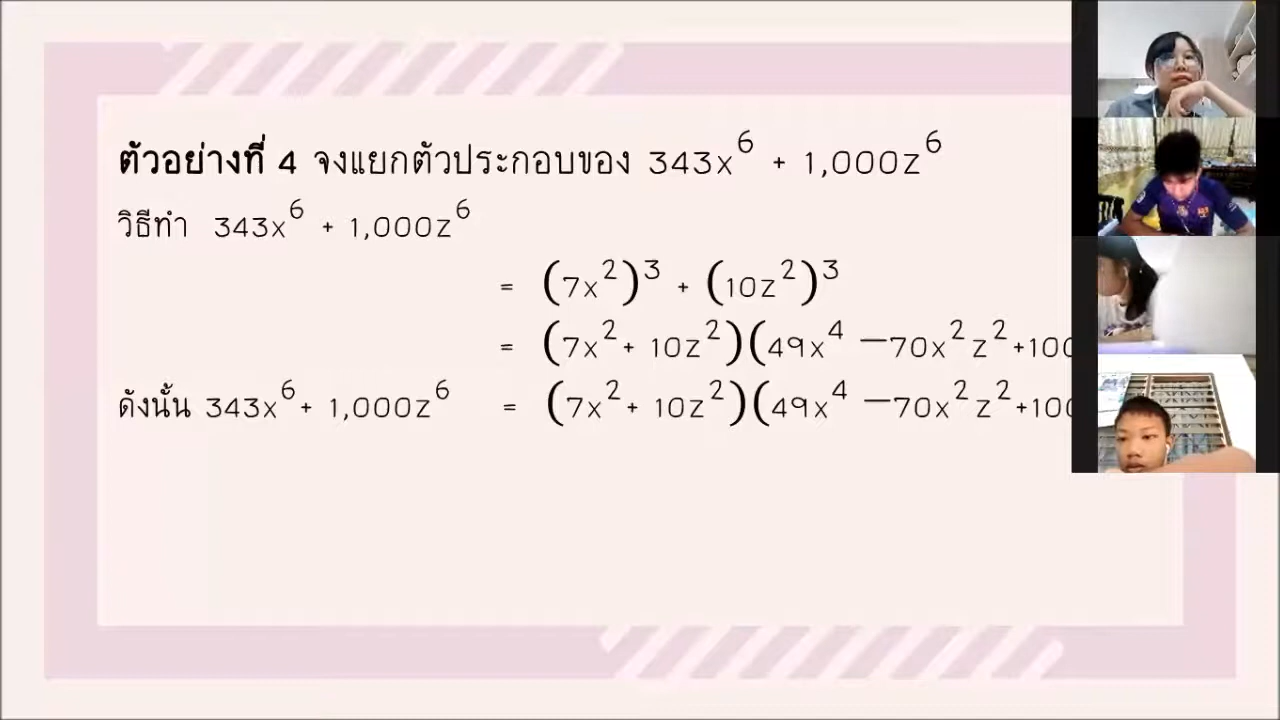 ตัวอย่างที่ 4 จงแยกตัวประกอบของ 343x⁶ + 1,000z⁶
วิธีทำ 343x⁶ + 1,000z⁶
= (7x²)³ + (10z²)³
= (7x² + 10z²)(49x⁴ –70x²z²+100
ดังนั้น 343x⁶ + 1,000z⁶ = (7x² + 10z²)(49x⁴ –70x²z²+100